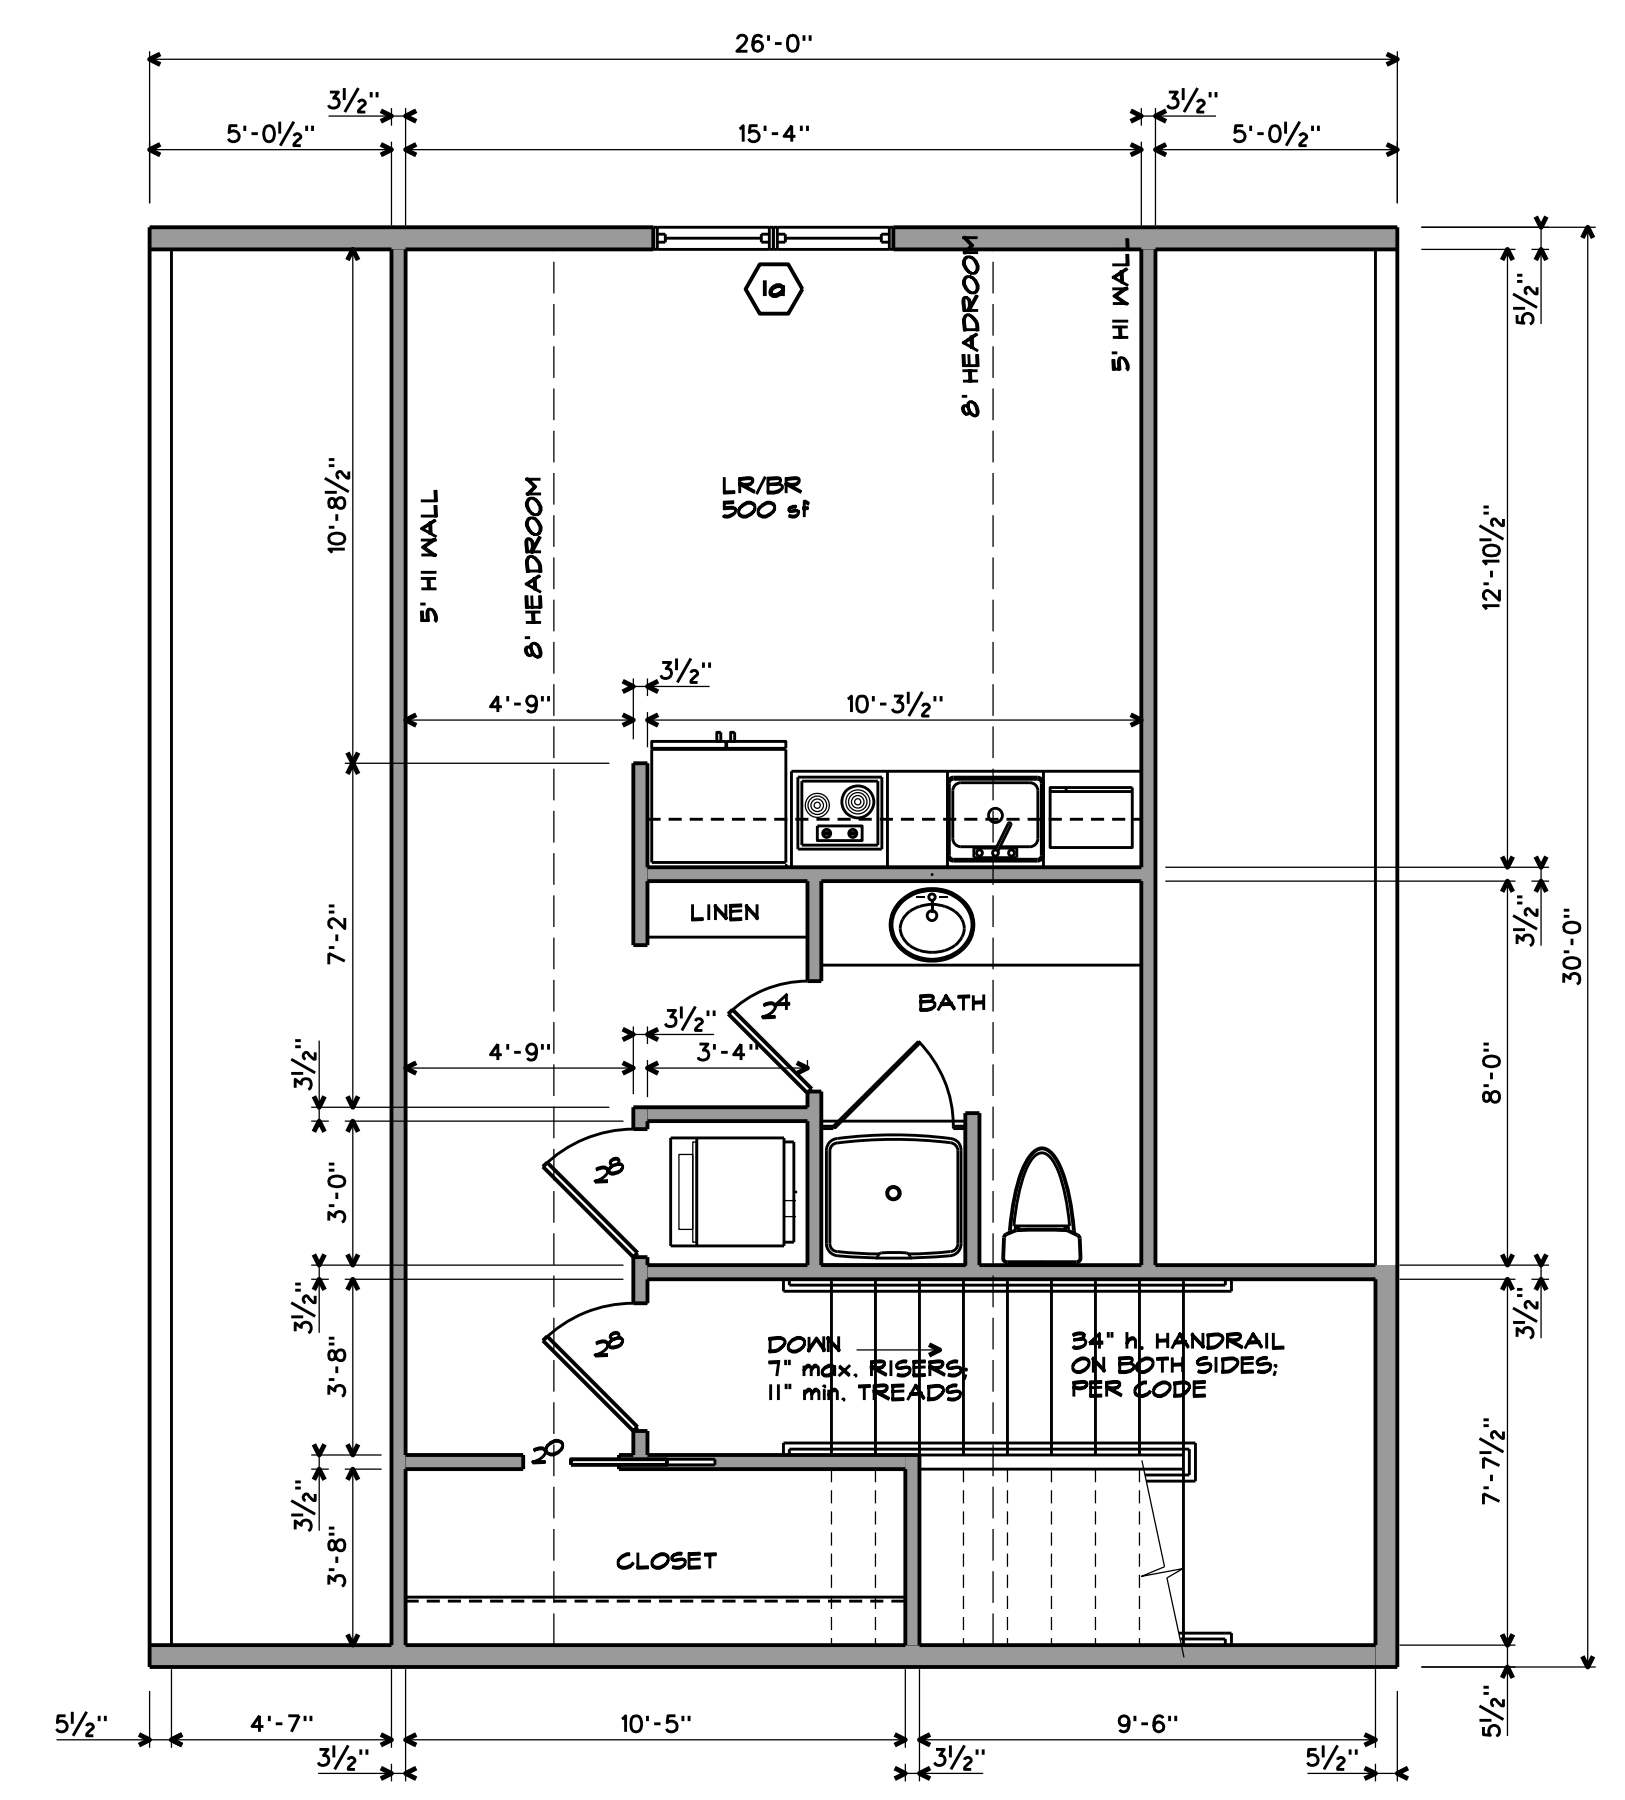 26'-0"
3½" 3½"
5'-0½" 15'-4" 5'-0½"
1a
8' HEADROOM
5' HI WALL
5½"
LR/BR
500 sf
10'-8½"
5' HI WALL
8' HEADROOM
12'-10½"
3½"
4'-9" 10'-3½"
LINEN
7'-2"
3½"
30'-0"
BATH
2⁴
3½"
4'-9" 3'-4"
3½"
8'-0"
2⁸
3'-0"
3½"
3½"
2⁸
3'-8"
DOWN
7" max. RISERS;
11" min. TREADS
34" h. HANDRAIL
ON BOTH SIDES;
PER CODE
2⁰
3½"
7'-7½"
3'-8"
CLOSET
5½" 4'-7" 10'-5" 9'-6" 5½"
3½" 3½" 5½"